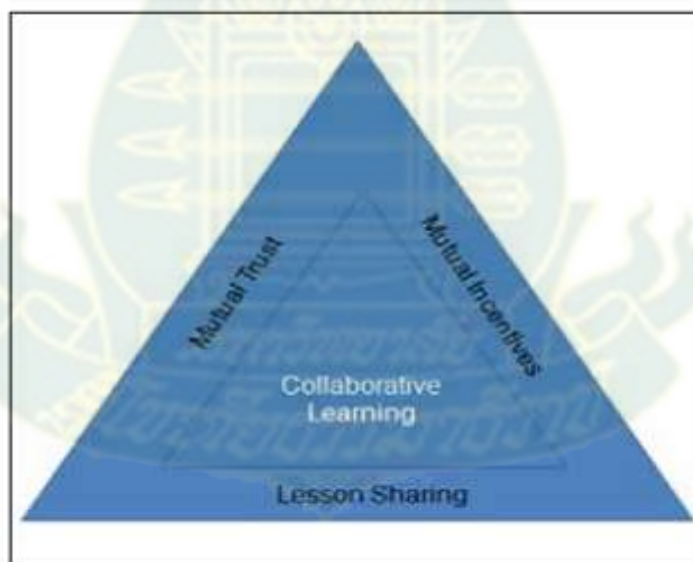 Mutual Trust
Mutual Incentives
Collaborative
Learning
Lesson Sharing